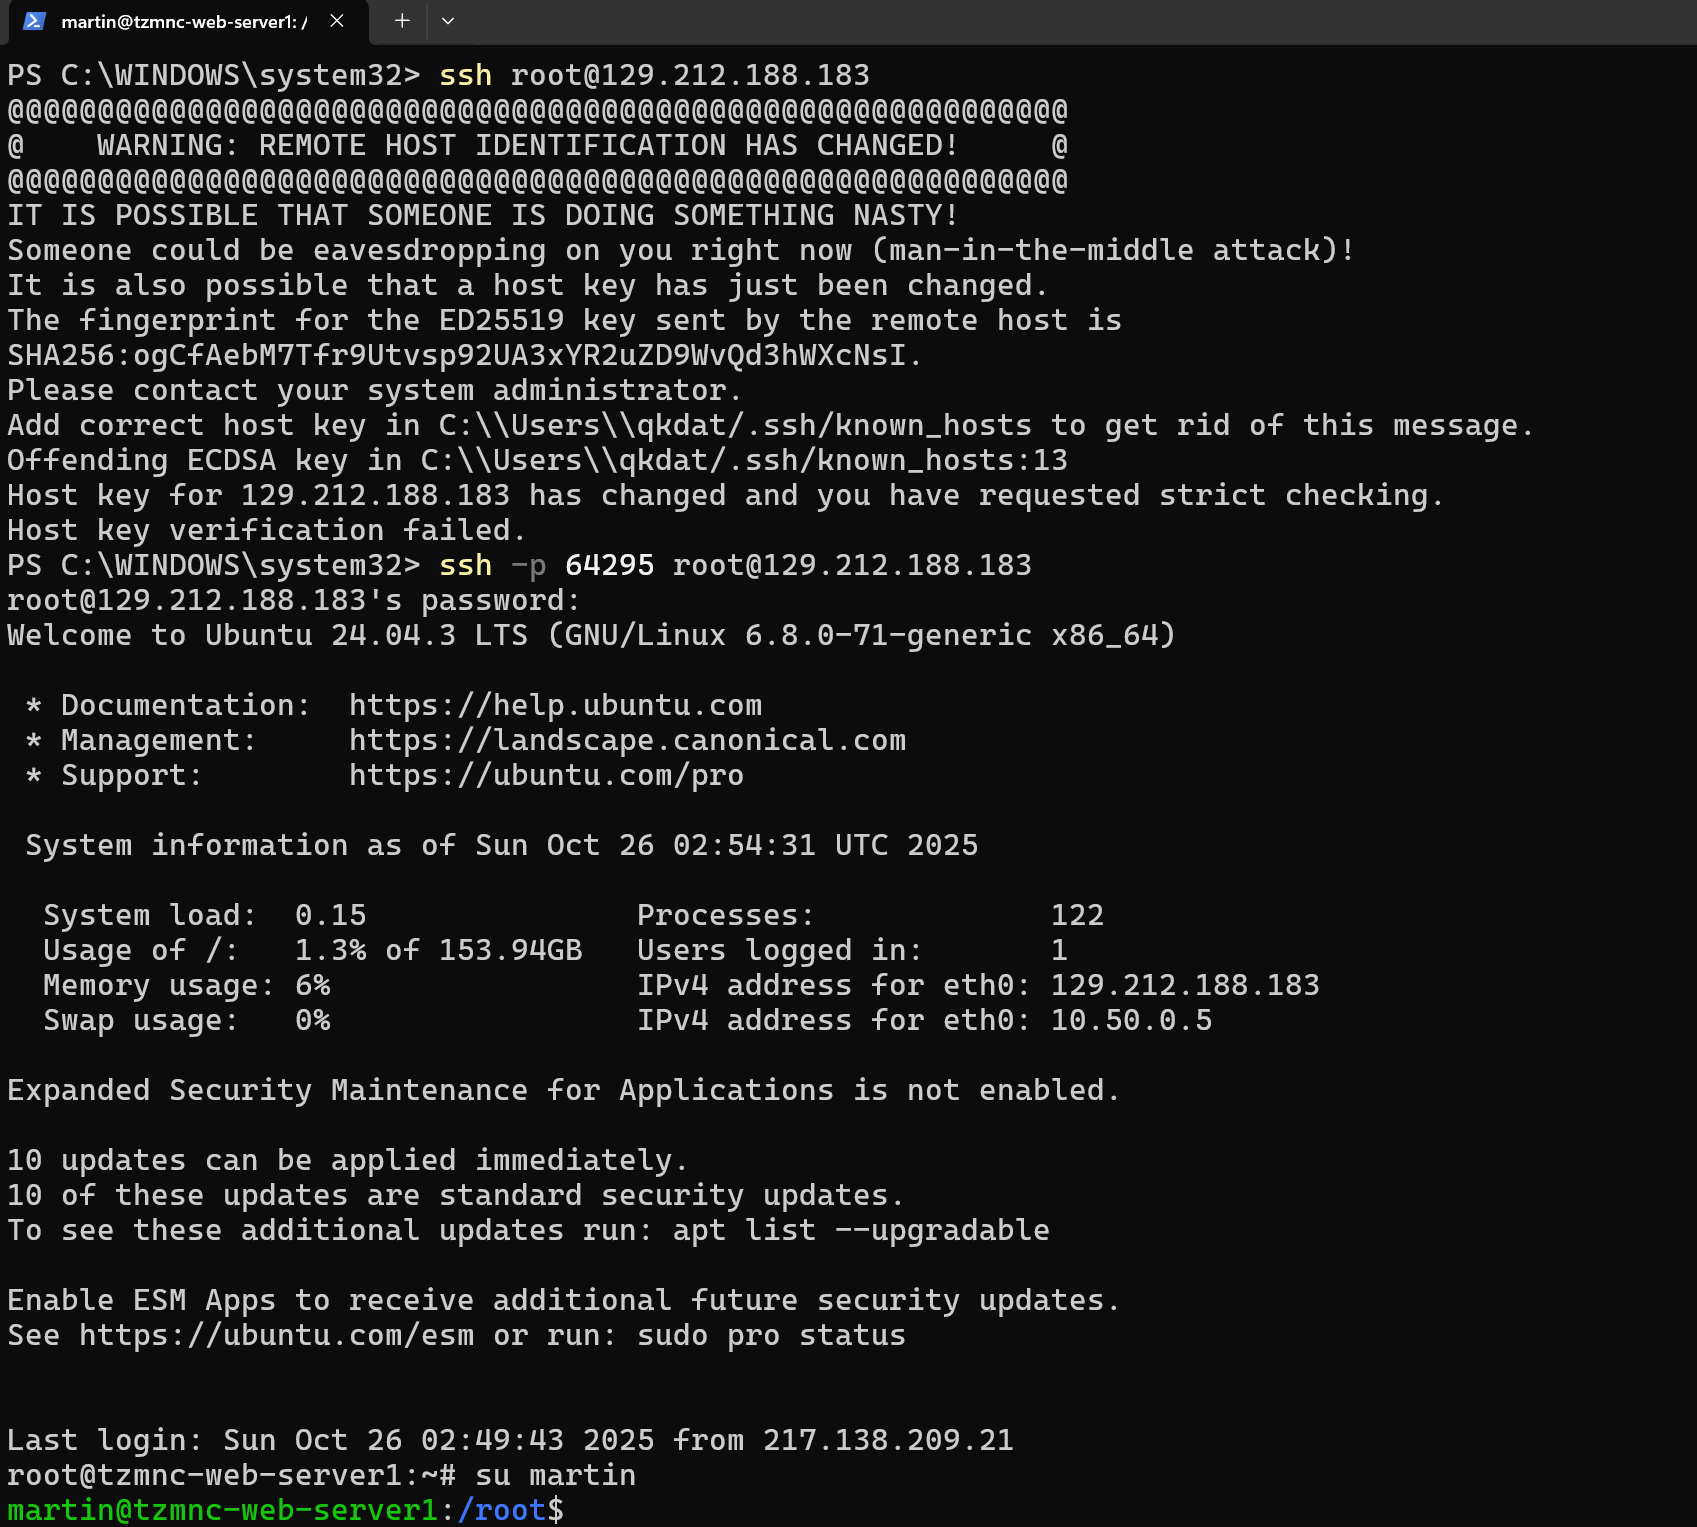 martin@tzmnc-web-server1: /
PS C:\WINDOWS\system32> ssh root@129.212.188.183
@@@@@@@@@@@@@@@@@@@@@@@@@@@@@@@@@@@@@@@@@@@@@@@@@@@@@@@@@@@
@    WARNING: REMOTE HOST IDENTIFICATION HAS CHANGED!     @
@@@@@@@@@@@@@@@@@@@@@@@@@@@@@@@@@@@@@@@@@@@@@@@@@@@@@@@@@@@
IT IS POSSIBLE THAT SOMEONE IS DOING SOMETHING NASTY!
Someone could be eavesdropping on you right now (man-in-the-middle attack)!
It is also possible that a host key has just been changed.
The fingerprint for the ED25519 key sent by the remote host is
SHA256:ogCfAebM7Tfr9Utvsp92UA3xYR2uZD9WvQd3hWXcNsI.
Please contact your system administrator.
Add correct host key in C:\\Users\\qkdat/.ssh/known_hosts to get rid of this message.
Offending ECDSA key in C:\\Users\\qkdat/.ssh/known_hosts:13
Host key for 129.212.188.183 has changed and you have requested strict checking.
Host key verification failed.
PS C:\WINDOWS\system32> ssh -p 64295 root@129.212.188.183
root@129.212.188.183's password:
Welcome to Ubuntu 24.04.3 LTS (GNU/Linux 6.8.0-71-generic x86_64)
 * Documentation:  https://help.ubuntu.com
 * Management:     https://landscape.canonical.com
 * Support:        https://ubuntu.com/pro
 System information as of Sun Oct 26 02:54:31 UTC 2025
  System load:  0.15               Processes:             122
  Usage of /:   1.3% of 153.94GB   Users logged in:       1
  Memory usage: 6%                 IPv4 address for eth0: 129.212.188.183
  Swap usage:   0%                 IPv4 address for eth0: 10.50.0.5
Expanded Security Maintenance for Applications is not enabled.
10 updates can be applied immediately.
10 of these updates are standard security updates.
To see these additional updates run: apt list --upgradable
Enable ESM Apps to receive additional future security updates.
See https://ubuntu.com/esm or run: sudo pro status
Last login: Sun Oct 26 02:49:43 2025 from 217.138.209.21
root@tzmnc-web-server1:~# su martin
martin@tzmnc-web-server1:/root$